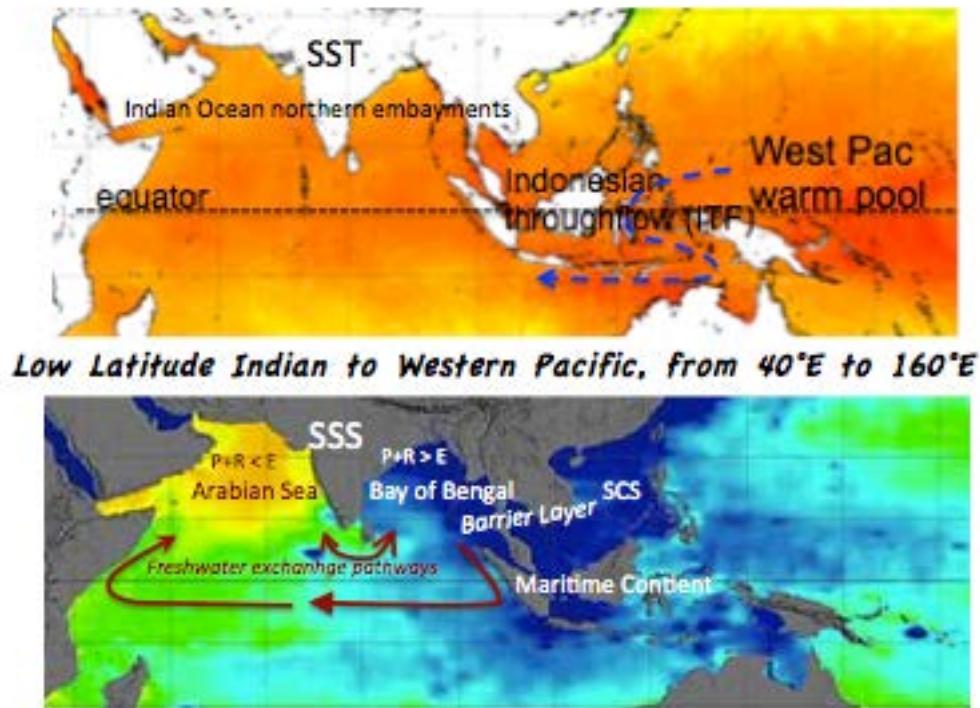 SST
Indian Ocean northern embayments
West Pac
warm pool
equator
Indonesian
throughflow (ITF)
Low Latitude Indian to Western Pacific, from 40°E to 160°E
SSS
P+R < E
P+R > E
Arabian Sea
Bay of Bengal
SCS
Barrier Layer
Freshwater exchanhge pathways
Maritime Contient